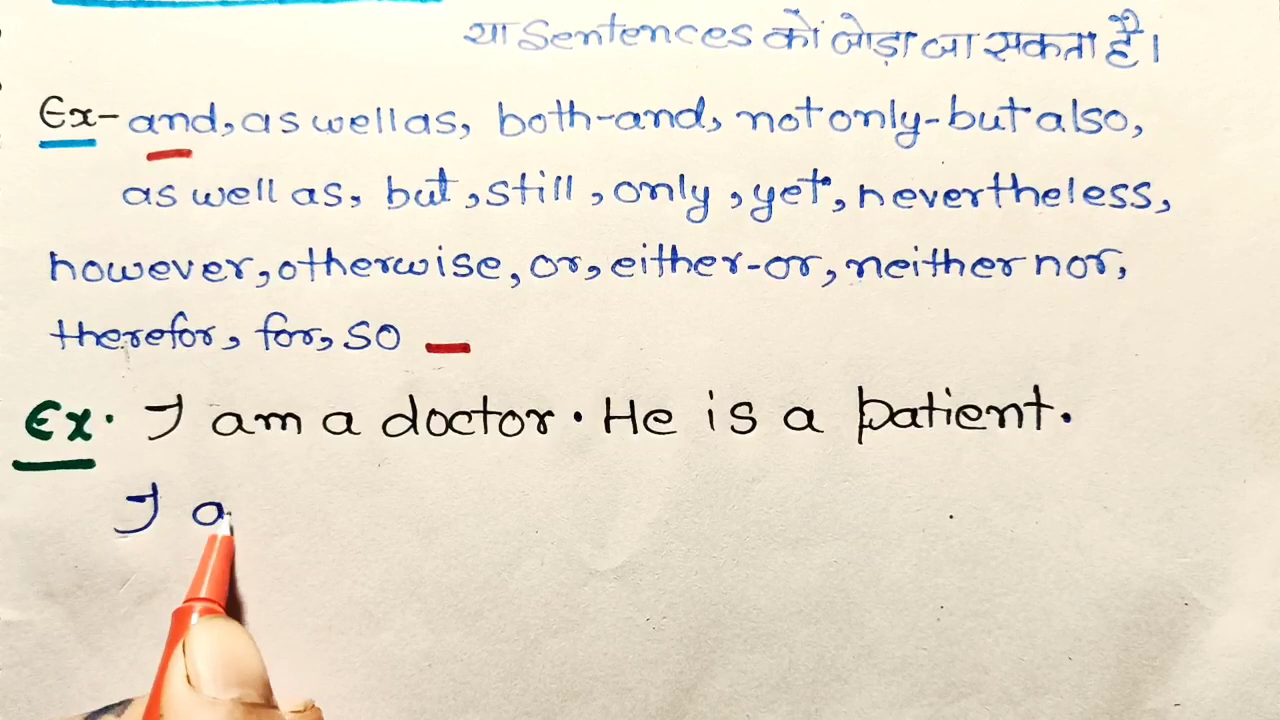 या Sentences को जोड़ा जा सकता है।
Ex- and, as well as, both-and, not only-but also,
as well as, but, still, only, yet, nevertheless,
however, otherwise, or, either-or, neither nor,
therefor, for, so
Ex. I am a doctor. He is a patient.
I a